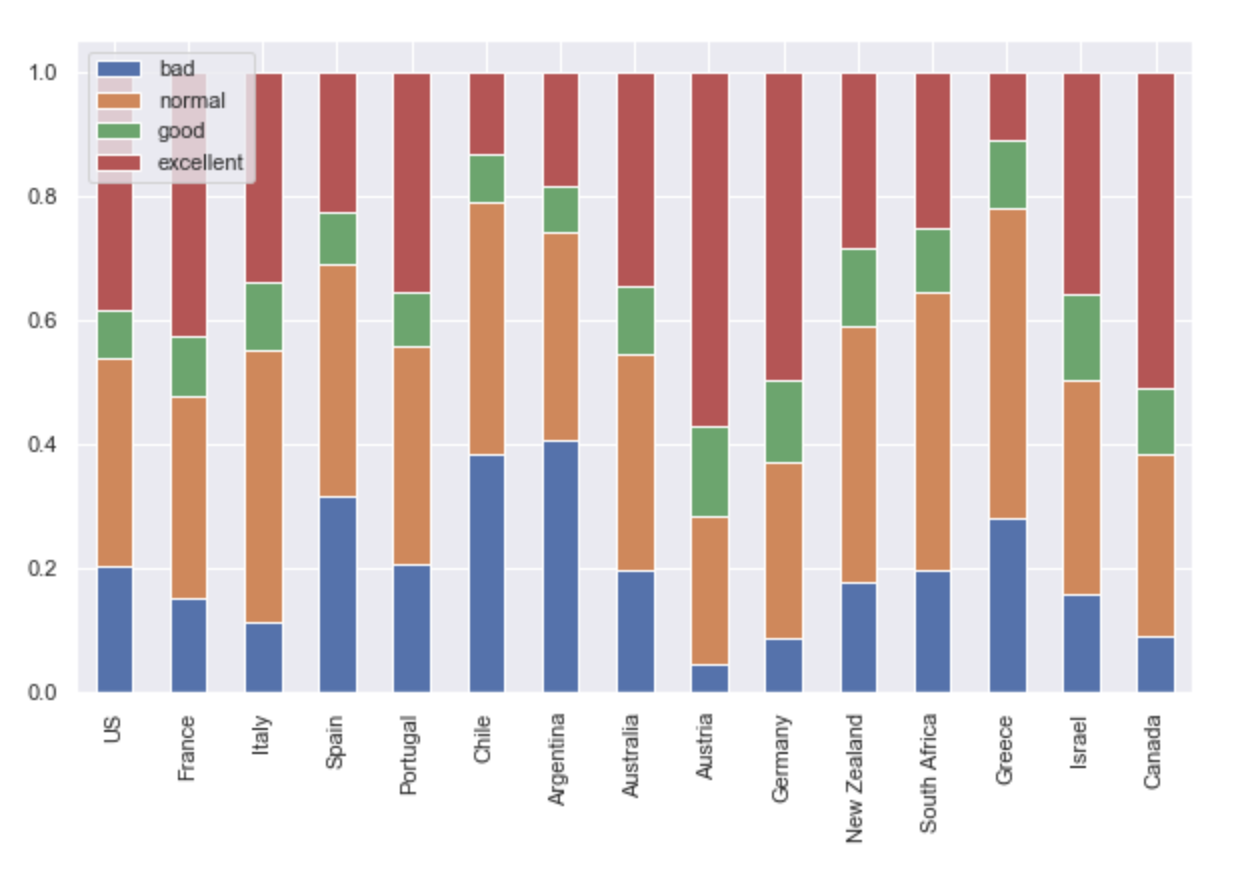 bad
normal
good
excellent
1.0
0.8
0.6
0.4
0.2
0.0
US
France
Italy
Spain
Portugal
Chile
Argentina
Australia
Austria
Germany
New Zealand
South Africa
Greece
Israel
Canada